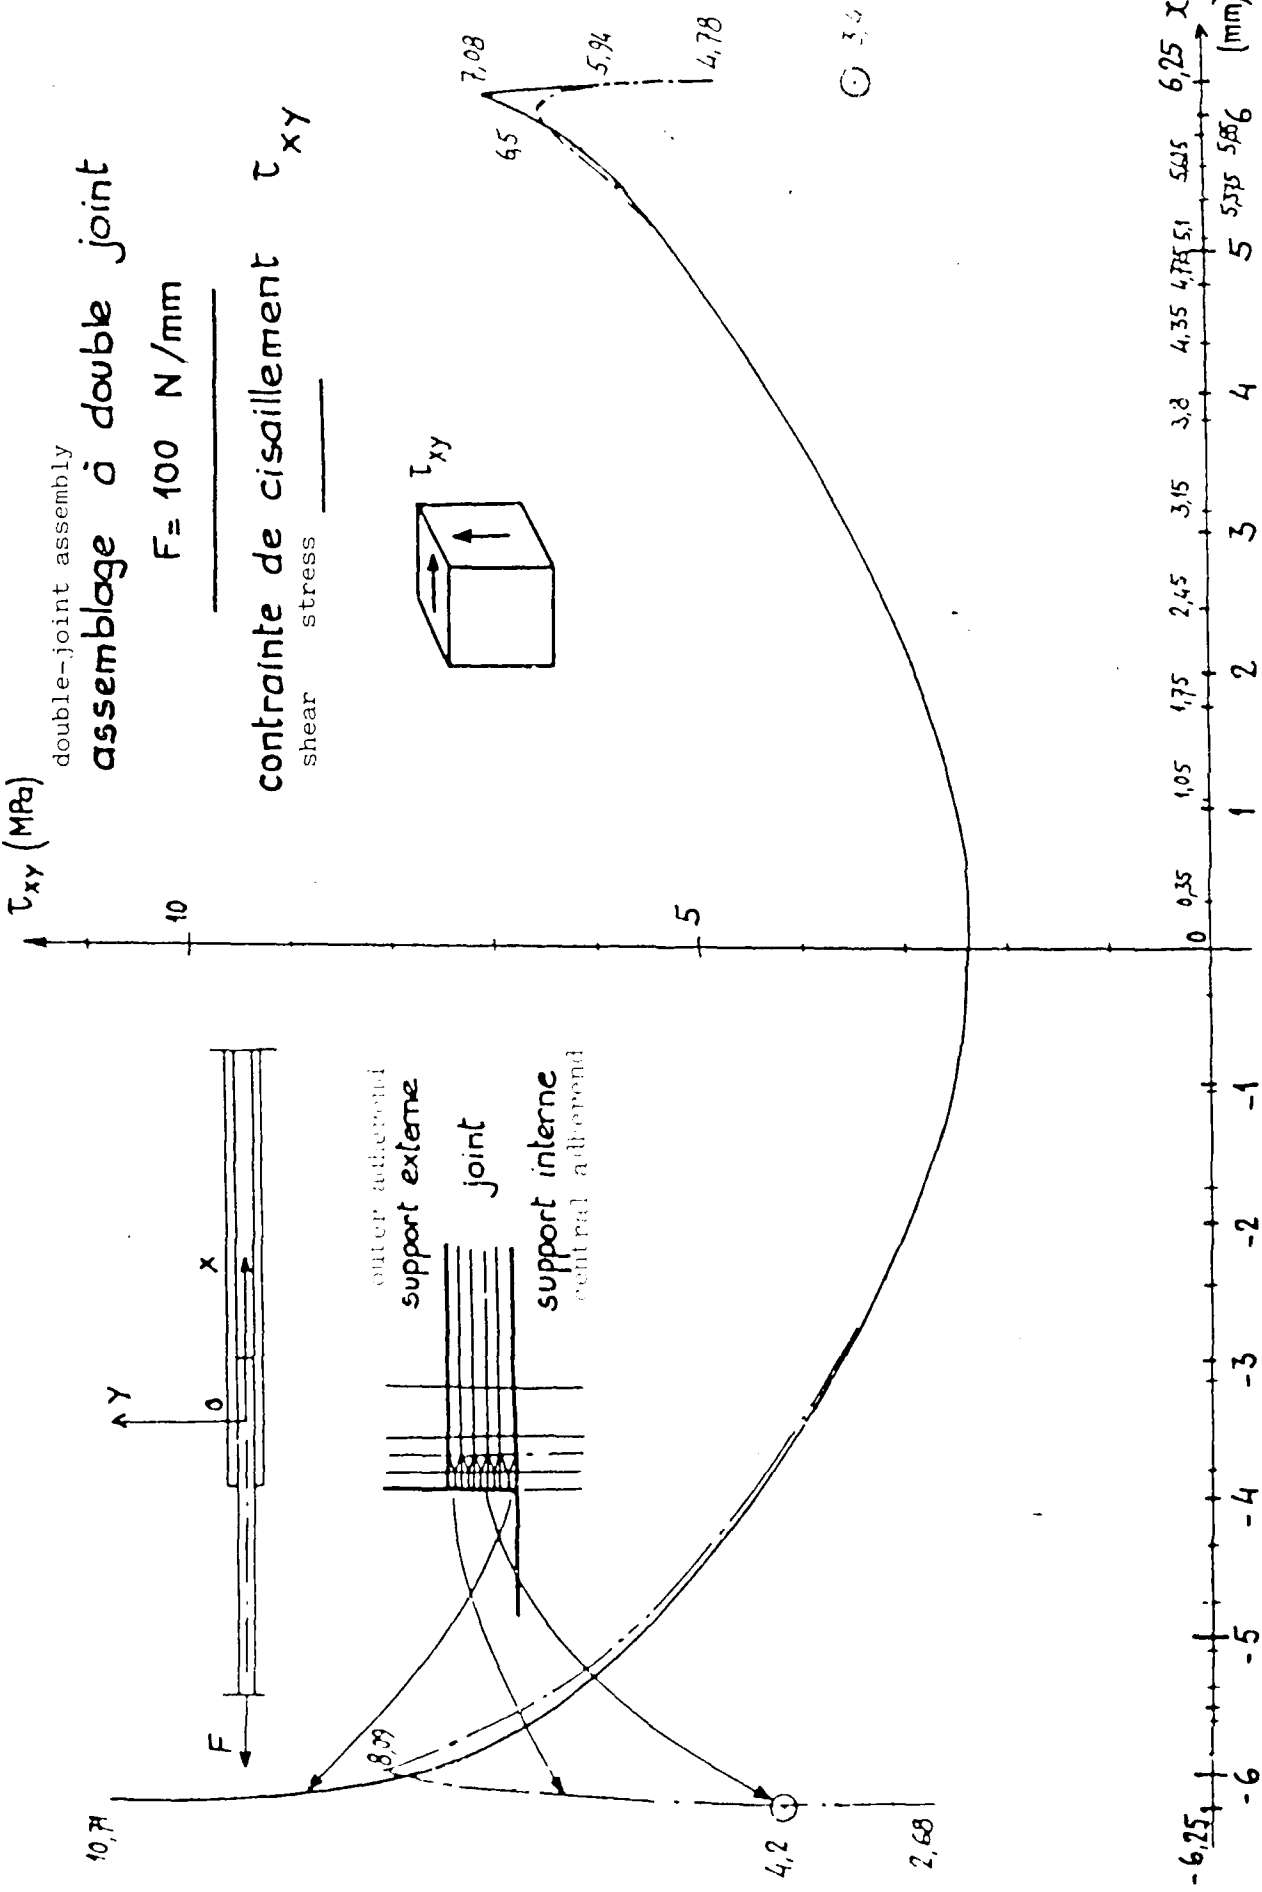 τxy (MPa)
double-joint assembly
assemblage à double joint
F = 100 N/mm
contrainte de cisaillement τxy
shear stress
τxy
Y
0
X
F
outer adherend
support externe
joint
support interne
central adherend
10
5
10,71
8,09
4,2
2,68
7,08
6,5
5,94
4,78
-6,25 0 0,35 1,05 1,75 2,45 3,15 3,8 4,35 4,775 5,1 5,375 5,625 5,85 6,25 x
-6 -5 -4 -3 -2 -1 1 2 3 4 5 6 (mm)